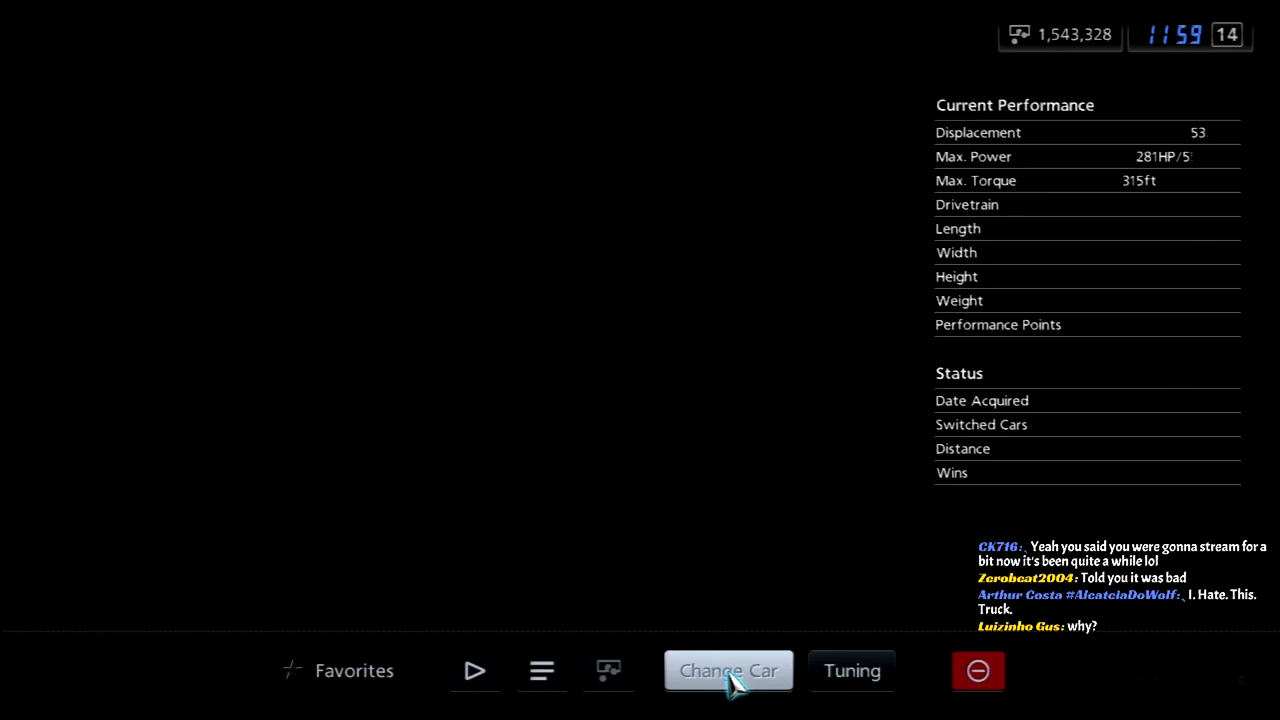 1,543,328 11 59 14
Current Performance
Displacement 53
Max. Power 281HP/5
Max. Torque 315ft
Drivetrain
Length
Width
Height
Weight
Performance Points
Status
Date Acquired
Switched Cars
Distance
Wins
CK716: Yeah you said you were gonna stream for a
bit now it's been quite a while lol
Zerobeat2004: Told you it was bad
Arthur Costa #AlcateiaDoWolf: I. Hate. This.
Truck.
Luizinho Gus: why?
Favorites Change Car Tuning